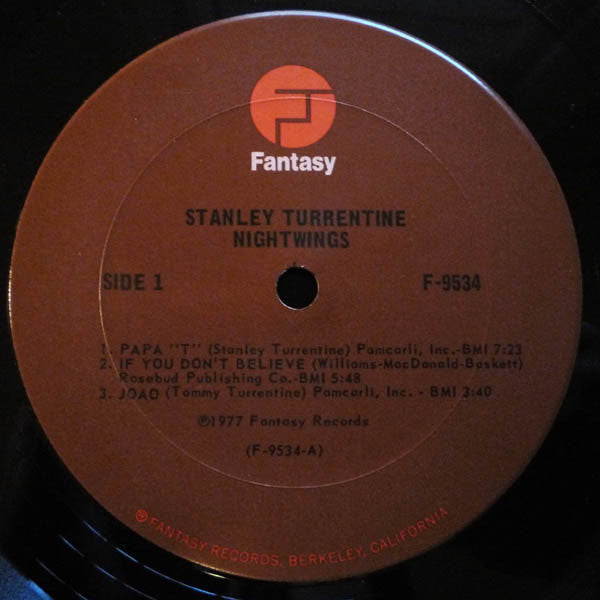 Fantasy
STANLEY TURRENTINE
NIGHTWINGS
SIDE 1 F-9534
1. PAPA "T" (Stanley Turrentine) Pamcarli, Inc.-BMI 7:23
2. IF YOU DON'T BELIEVE (Williams-MacDonald-Baskett)
Rosebud Publishing Co.-BMI 5:48
3. JOAO (Tommy Turrentine) Pamcarli, Inc. - BMI 3:40
℗1977 Fantasy Records
(F-9534-A)
® FANTASY RECORDS, BERKELEY, CALIFORNIA